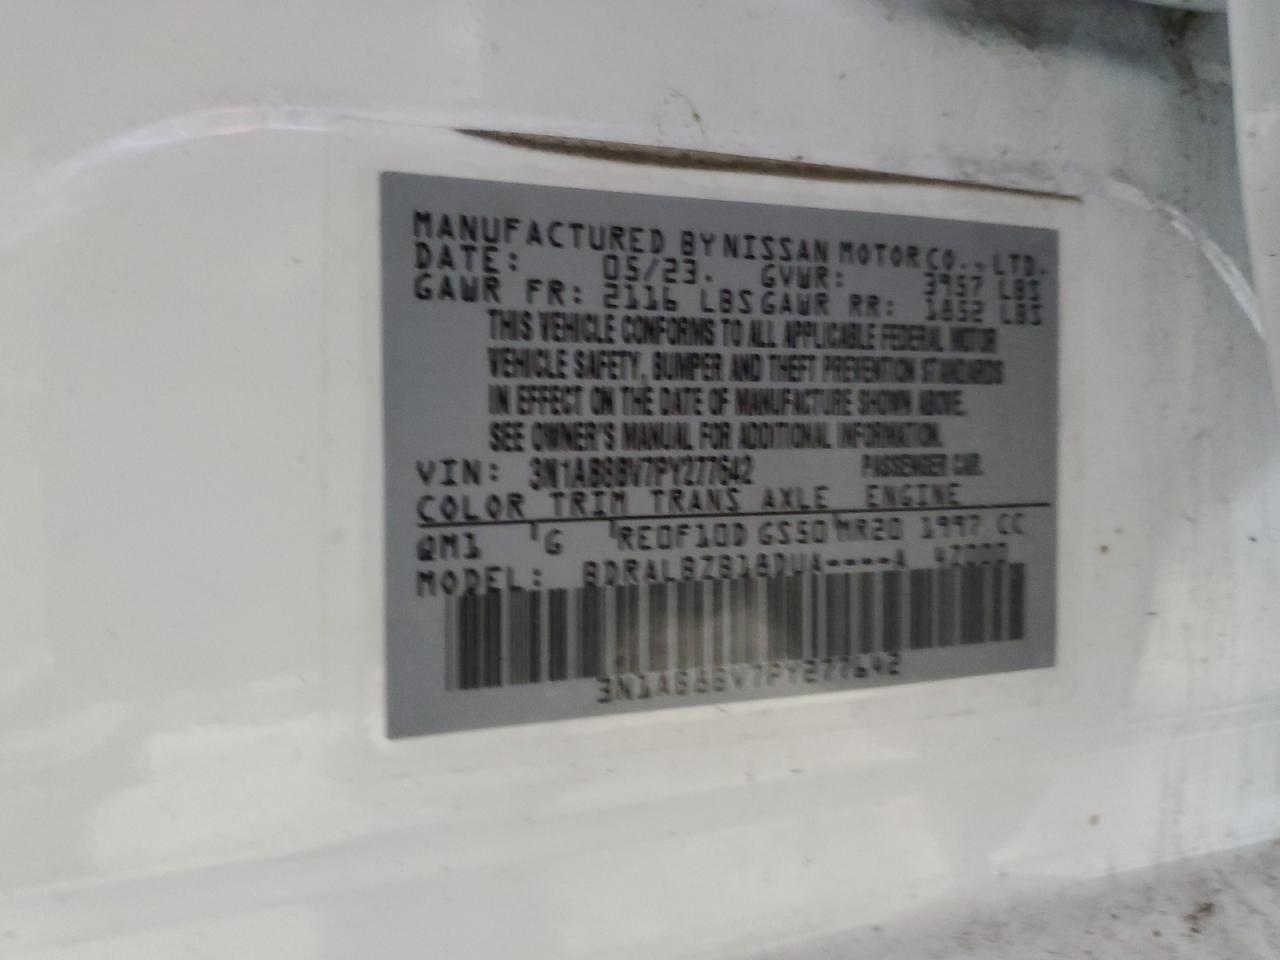 MANUFACTURED BY NISSAN MOTOR CO., LTD.
DATE: 05/23. GVWR: 3957 LBS
GAWR FR: 2116 LBS GAWR RR: 1852 LBS
THIS VEHICLE CONFORMS TO ALL APPLICABLE FEDERAL MOTOR
VEHICLE SAFETY, BUMPER AND THEFT PREVENTION STANDARDS
IN EFFECT ON THE DATE OF MANUFACTURE SHOWN ABOVE.
SEE OWNER'S MANUAL FOR ADDITIONAL INFORMATION.
VIN: 3N1AB8BV7PY277642 PASSENGER CAR.
COLOR TRIM TRANS AXLE ENGINE
QM1 G RE0F10D GS50 MR20 1997 CC
MODEL: BDRALBZB18DUA----A
3N1AB8BV7PY277642